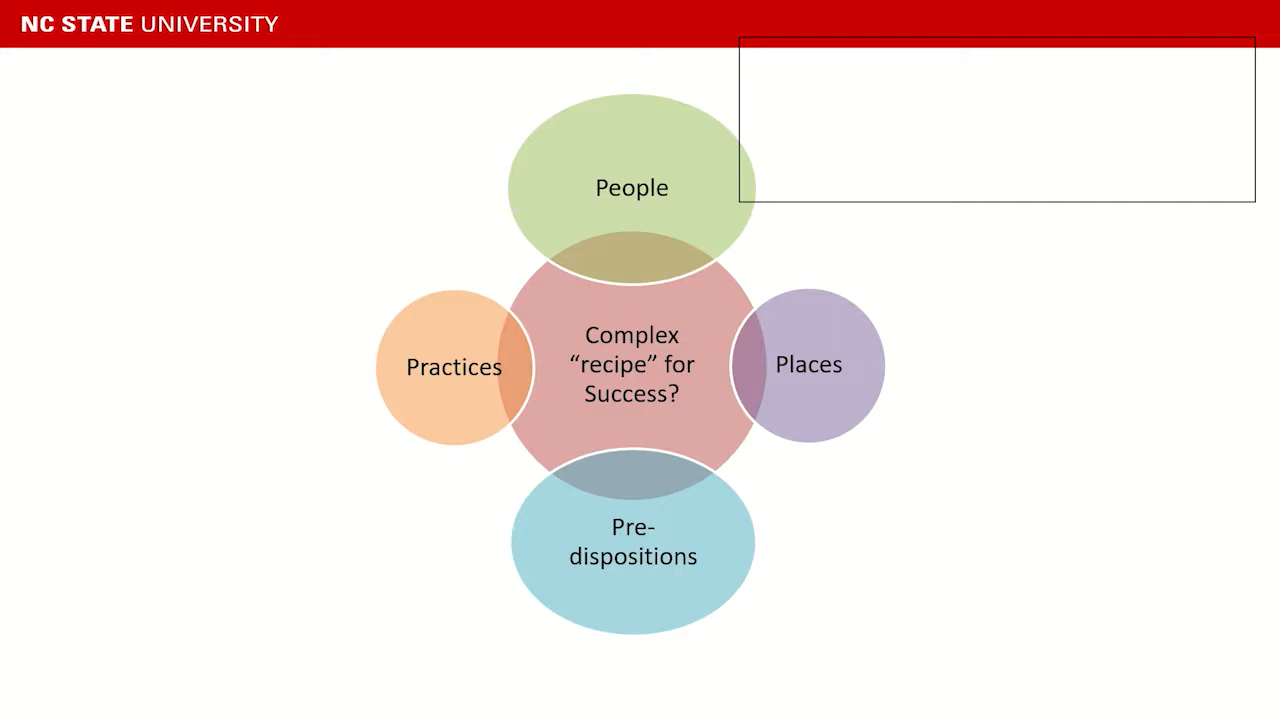 NC STATE UNIVERSITY
People
Practices
Complex
“recipe” for
Success?
Places
Pre-
dispositions